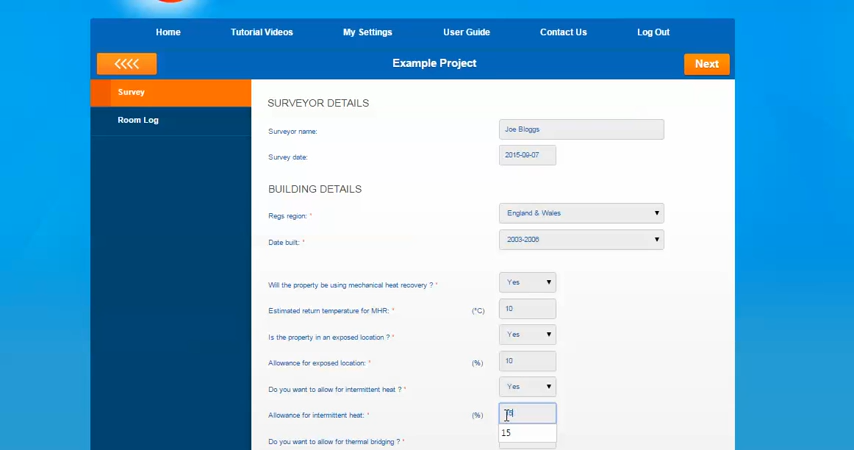 Home Tutorial Videos My Settings User Guide Contact Us Log Out
Example Project Next
Survey
Room Log
SURVEYOR DETAILS
Surveyor name: Joe Bloggs
Survey date: 2015-09-07
BUILDING DETAILS
Regs region: * England & Wales
Date built: * 2003-2006
Will the property be using mechanical heat recovery ? * Yes
Estimated return temperature for MHR: * (°C) 10
Is the property in an exposed location ? * Yes
Allowance for exposed location: * (%) 10
Do you want to allow for intermittent heat ? * Yes
Allowance for intermittent heat: * (%)
15
Do you want to allow for thermal bridging ? *